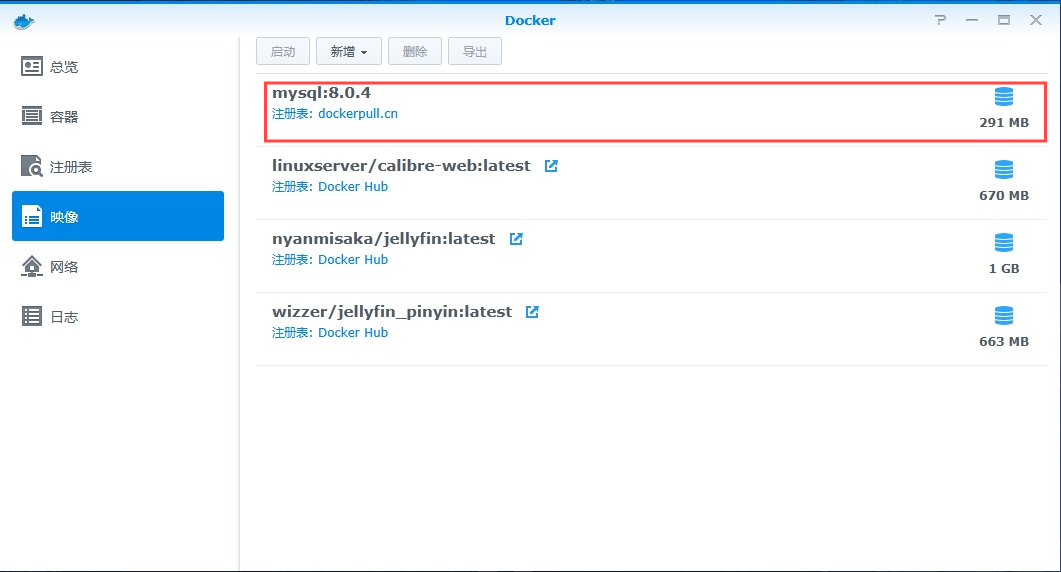 Docker
总览
容器
注册表
映像
网络
日志
启动 新增 删除 导出
mysql:8.0.4
注册表: dockerpull.cn
291 MB
linuxserver/calibre-web:latest
注册表: Docker Hub
670 MB
nyanmisaka/jellyfin:latest
注册表: Docker Hub
1 GB
wizzer/jellyfin_pinyin:latest
注册表: Docker Hub
663 MB